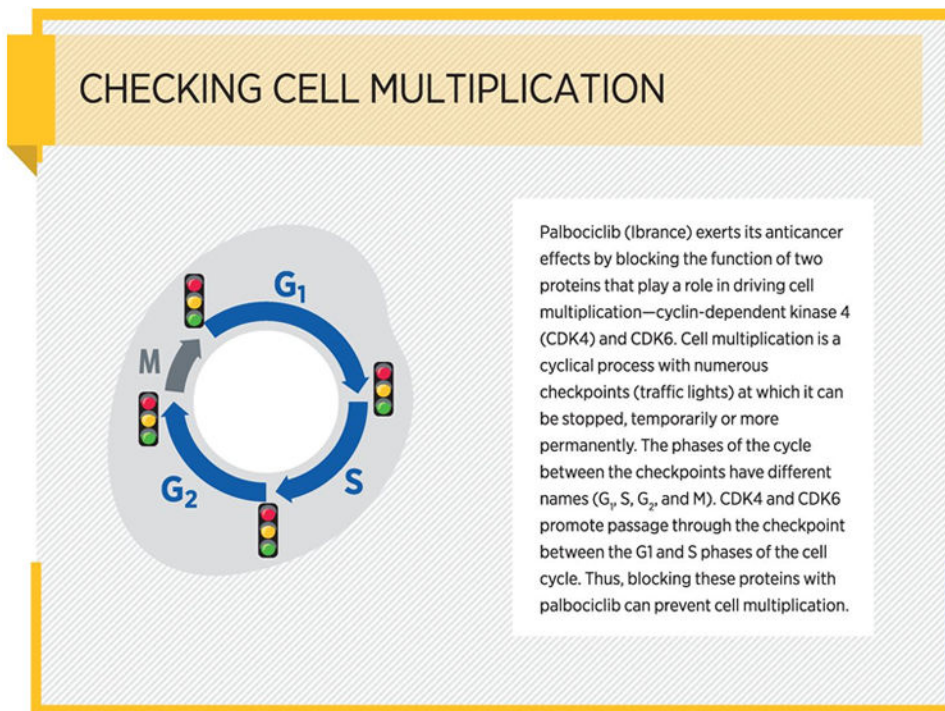 CHECKING CELL MULTIPLICATION
G₁
M
S
G₂
Palbociclib (Ibrance) exerts its anticancer
effects by blocking the function of two
proteins that play a role in driving cell
multiplication—cyclin-dependent kinase 4
(CDK4) and CDK6. Cell multiplication is a
cyclical process with numerous
checkpoints (traffic lights) at which it can
be stopped, temporarily or more
permanently. The phases of the cycle
between the checkpoints have different
names (G₁, S, G₂, and M). CDK4 and CDK6
promote passage through the checkpoint
between the G1 and S phases of the cell
cycle. Thus, blocking these proteins with
palbociclib can prevent cell multiplication.